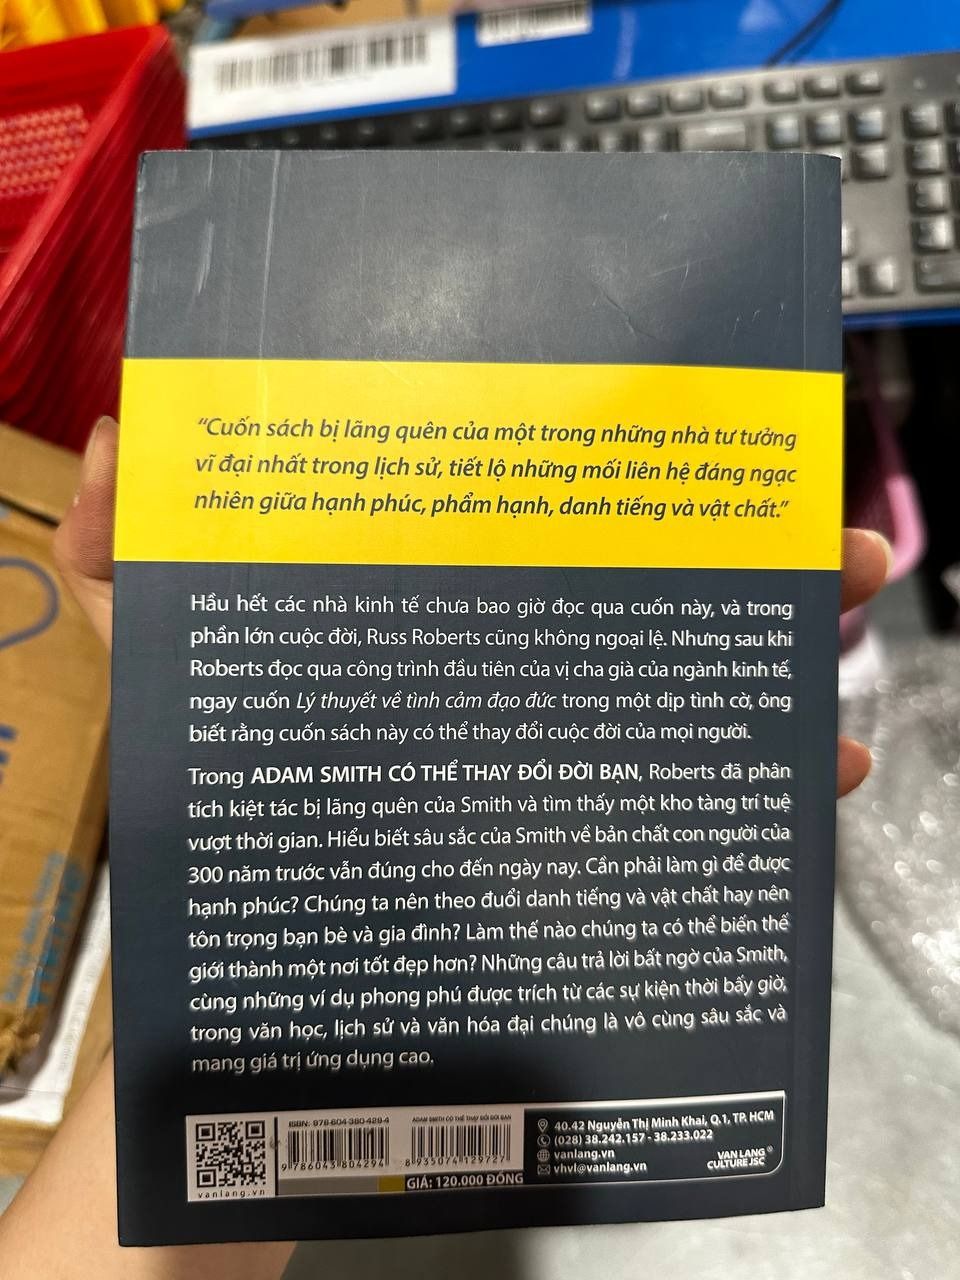 “Cuốn sách bị lãng quên của một trong những nhà tư tưởng
vĩ đại nhất trong lịch sử, tiết lộ những mối liên hệ đáng ngạc
nhiên giữa hạnh phúc, phẩm hạnh, danh tiếng và vật chất.”
Hầu hết các nhà kinh tế chưa bao giờ đọc qua cuốn này, và trong
phần lớn cuộc đời, Russ Roberts cũng không ngoại lệ. Nhưng sau khi
Roberts đọc qua công trình đầu tiên của vị cha già của ngành kinh tế,
ngay cuốn Lý thuyết về tình cảm đạo đức trong một dịp tình cờ, ông
biết rằng cuốn sách này có thể thay đổi cuộc đời của mọi người.
Trong ADAM SMITH CÓ THỂ THAY ĐỔI ĐỜI BẠN, Roberts đã phân
tích kiệt tác bị lãng quên của Smith và tìm thấy một kho tàng trí tuệ
vượt thời gian. Hiểu biết sâu sắc của Smith về bản chất con người của
300 năm trước vẫn đúng cho đến ngày nay. Cần phải làm gì để được
hạnh phúc? Chúng ta nên theo đuổi danh tiếng và vật chất hay nên
tôn trọng bạn bè và gia đình? Làm thế nào chúng ta có thể biến thế
giới thành một nơi tốt đẹp hơn? Những câu trả lời bất ngờ của Smith,
cùng những ví dụ phong phú được trích từ các sự kiện thời bấy giờ,
trong văn học, lịch sử và văn hóa đại chúng là vô cùng sâu sắc và
mang giá trị ứng dụng cao.
vanlang.vn
ISBN: 978-604-380-429-4
9 786043 804294
ADAM SMITH CÓ THỂ THAY ĐỔI ĐỜI BẠN
8 935074 129727
GIÁ: 120.000 ĐỒNG
40.42 Nguyễn Thị Minh Khai, Q.1, TP. HCM
(028) 38.242.157 - 38.233.022
vanlang.vn
vhvl@vanlang.vn
VAN LANG ®
CULTURE JSC